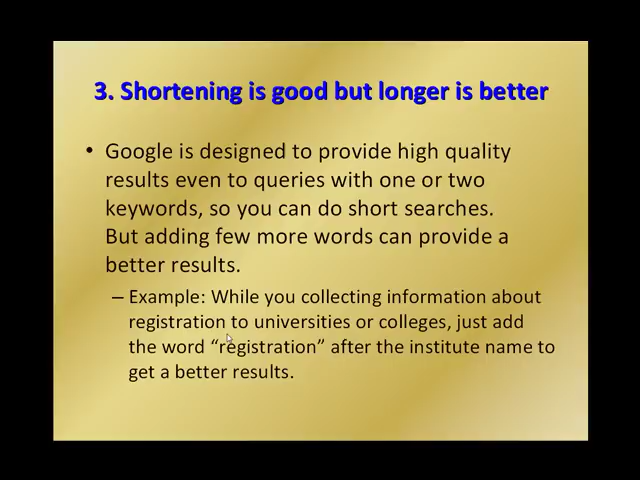 3. Shortening is good but longer is better
• Google is designed to provide high quality
results even to queries with one or two
keywords, so you can do short searches.
But adding few more words can provide a
better results.
– Example: While you collecting information about
registration to universities or colleges, just add
the word “registration” after the institute name to
get a better results.